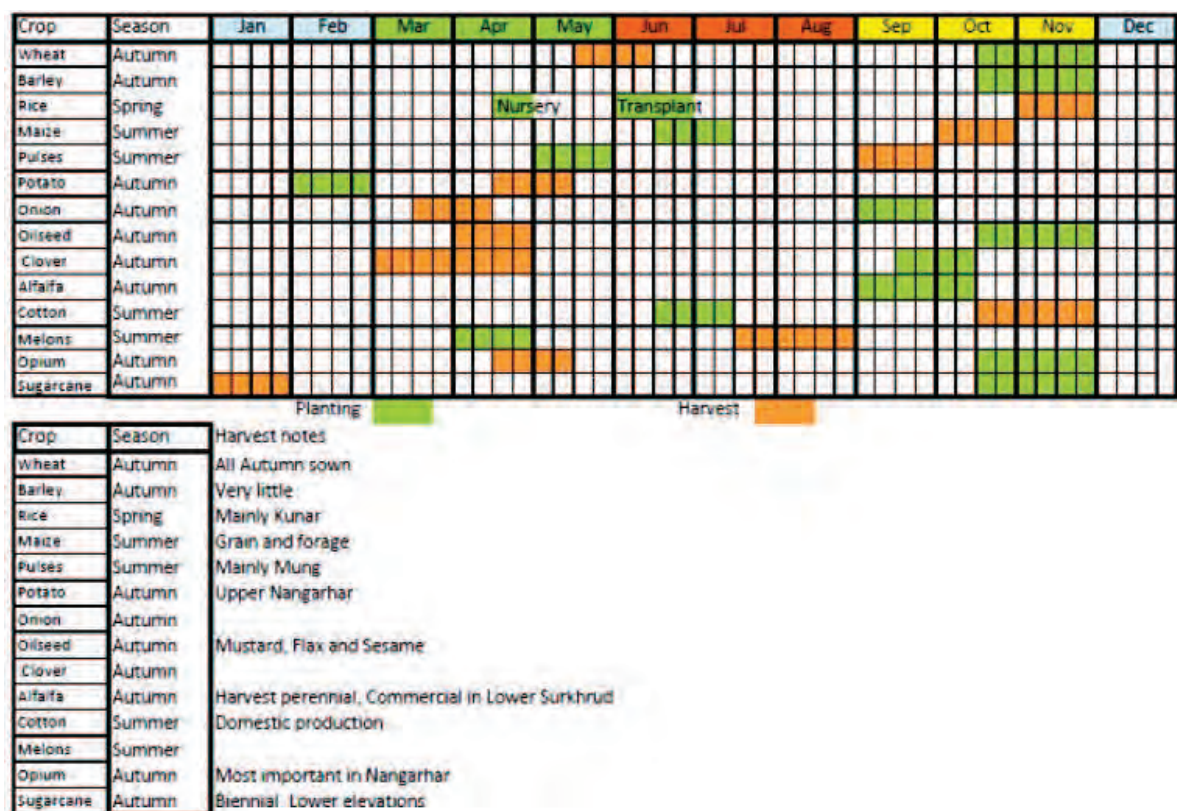 Crop Season Jan Feb Mar Apr May Jun Jul Aug Sep Oct Nov Dec
Wheat Autumn
Barley Autumn
Rice Spring Nursery Transplant
Maize Summer
Pulses Summer
Potato Autumn
Onion Autumn
Oilseed Autumn
Clover Autumn
Alfalfa Autumn
Cotton Summer
Melons Summer
Opium Autumn
Sugarcane Autumn
Planting Harvest
Crop Season Harvest notes
Wheat Autumn All Autumn sown
Barley Autumn Very little
Rice Spring Mainly Kunar
Maize Summer Grain and forage
Pulses Summer Mainly Mung
Potato Autumn Upper Nangarhar
Onion Autumn
Oilseed Autumn Mustard, Flax and Sesame
Clover Autumn
Alfalfa Autumn Harvest perennial, Commercial in Lower Surkhrud
Cotton Summer Domestic production
Melons Summer
Opium Autumn Most important in Nangarhar
Sugarcane Autumn Biennial Lower elevations